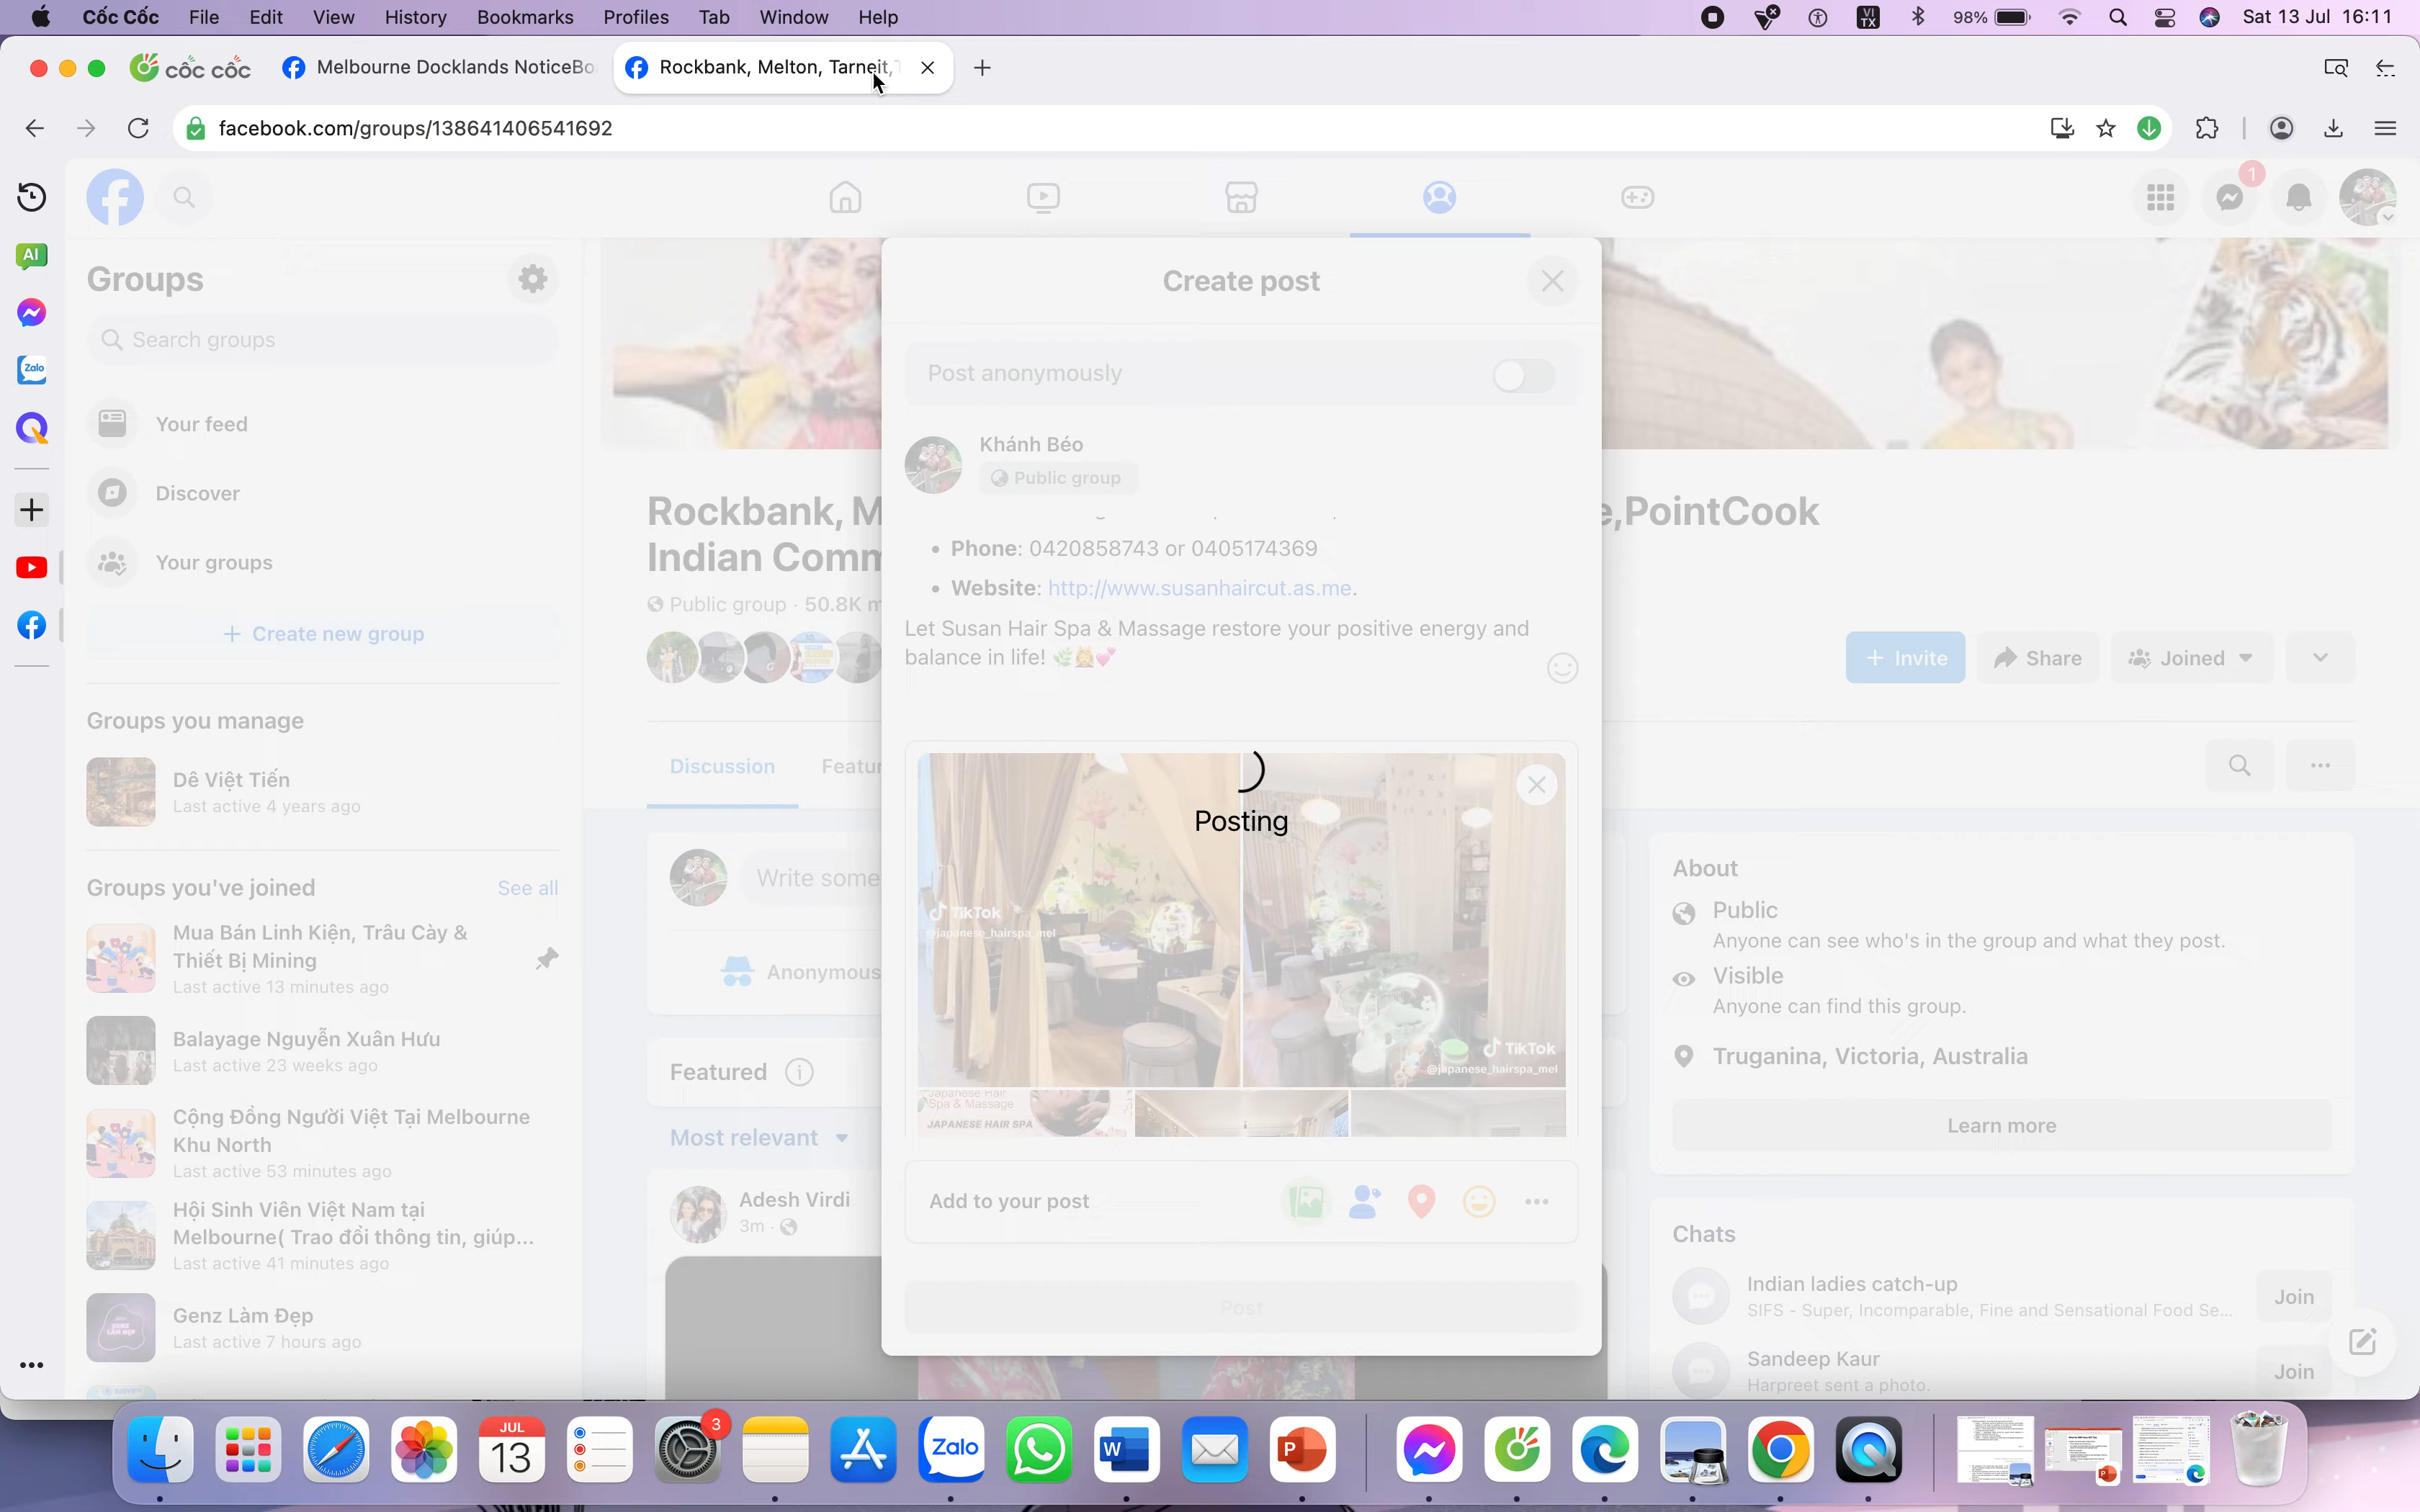 Cốc Cốc File Edit View History Bookmarks Profiles Tab Window Help
VI TX 98% Sat 13 Jul 16:11
cốc cốc Melbourne Docklands NoticeBo Rockbank, Melton, Tarneit,T
facebook.com/groups/138641406541692
AI
1
Groups
Create post
Search groups
Post anonymously
Zalo
Your feed
Khánh Béo
Public group
Discover
Rockbank, M
e,PointCook
Indian Comm
Phone: 0420858743 or 0405174369
Your groups
Website: http://www.susanhaircut.as.me.
Public group · 50.8K m
Create new group
Let Susan Hair Spa & Massage restore your positive energy and
balance in life! 🌿💆💕
Invite Share Joined
Groups you manage
Dê Việt Tiến
Last active 4 years ago
Discussion Featur
Posting
Groups you've joined See all
Write some
About
Public
Anyone can see who's in the group and what they post.
TikTok
@japanese_hairspa_mel
Mua Bán Linh Kiện, Trâu Cày &
Thiết Bị Mining
Last active 13 minutes ago
Anonymous
Visible
Anyone can find this group.
Balayage Nguyễn Xuân Hưu
Last active 23 weeks ago
TikTok
@japanese_hairspa_mel
Truganina, Victoria, Australia
Featured
Japanese Hair
Spa & Massage
JAPANESE HAIR SPA
Cộng Đồng Người Việt Tại Melbourne
Khu North
Last active 53 minutes ago
Learn more
Most relevant
Adesh Virdi
3m ·
Add to your post
Hội Sinh Viên Việt Nam tại
Melbourne( Trao đổi thông tin, giúp...
Last active 41 minutes ago
Chats
Indian ladies catch-up
SIFS - Super, Incomparable, Fine and Sensational Food Se...
Join
Genz Làm Đẹp
Last active 7 hours ago
Post
Sandeep Kaur
Harpreet sent a photo.
Join
JUL
13
3
Zalo
W
P